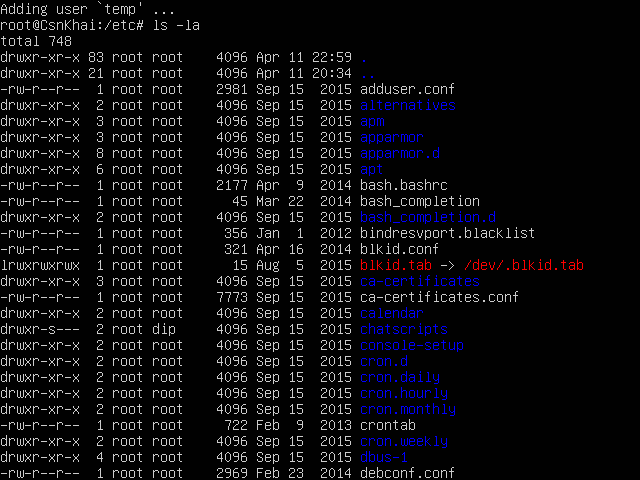 Adding user `temp' ...
root@CsnKhai:/etc# ls -la
total 748
drwxr-xr-x 83 root root    4096 Apr 11 22:59 .
drwxr-xr-x 21 root root    4096 Apr 11 20:34 ..
-rw-r--r--  1 root root    2981 Sep 15  2015 adduser.conf
drwxr-xr-x  2 root root    4096 Sep 15  2015 alternatives
drwxr-xr-x  3 root root    4096 Sep 15  2015 apm
drwxr-xr-x  3 root root    4096 Sep 15  2015 apparmor
drwxr-xr-x  8 root root    4096 Sep 15  2015 apparmor.d
drwxr-xr-x  6 root root    4096 Sep 15  2015 apt
-rw-r--r--  1 root root    2177 Apr  9  2014 bash.bashrc
-rw-r--r--  1 root root      45 Mar 22  2014 bash_completion
drwxr-xr-x  2 root root    4096 Sep 15  2015 bash_completion.d
-rw-r--r--  1 root root     356 Jan  1  2012 bindresvport.blacklist
-rw-r--r--  1 root root     321 Apr 16  2014 blkid.conf
lrwxrwxrwx  1 root root      15 Aug  5  2015 blkid.tab -> /dev/.blkid.tab
drwxr-xr-x  3 root root    4096 Sep 15  2015 ca-certificates
-rw-r--r--  1 root root    7773 Sep 15  2015 ca-certificates.conf
drwxr-xr-x  2 root root    4096 Sep 15  2015 calendar
drwxr-s---  2 root dip     4096 Sep 15  2015 chatscripts
drwxr-xr-x  2 root root    4096 Sep 15  2015 console-setup
drwxr-xr-x  2 root root    4096 Sep 15  2015 cron.d
drwxr-xr-x  2 root root    4096 Sep 15  2015 cron.daily
drwxr-xr-x  2 root root    4096 Sep 15  2015 cron.hourly
drwxr-xr-x  2 root root    4096 Sep 15  2015 cron.monthly
-rw-r--r--  1 root root     722 Feb  9  2013 crontab
drwxr-xr-x  2 root root    4096 Sep 15  2015 cron.weekly
drwxr-xr-x  4 root root    4096 Sep 15  2015 dbus-1
-rw-r--r--  1 root root    2969 Feb 23  2014 debconf.conf